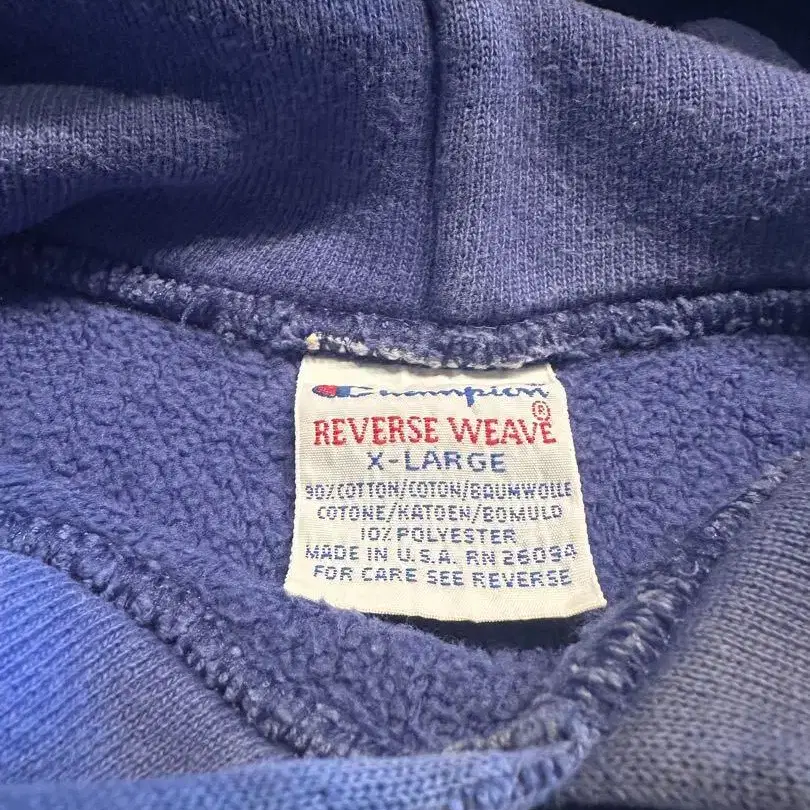 Champion
REVERSE WEAVE®
X-LARGE
90%COTTON/COTON/BAUMWOLLE
COTONE/KATOEN/BOMULD
10% POLYESTER
MADE IN U.S.A. RN 26094
FOR CARE SEE REVERSE